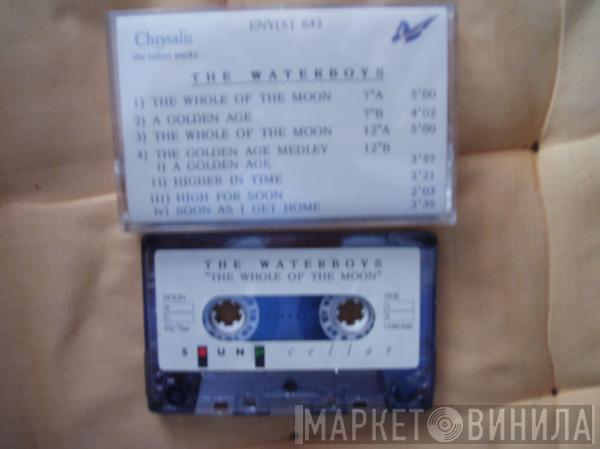 ENY(X) 642
Chrysalis
the talent works
THE WATERBOYS
1) THE WHOLE OF THE MOON 7"A 5'00
2) A GOLDEN AGE 7"B 4'02
3) THE WHOLE OF THE MOON 12"A 5'00
4) THE GOLDEN AGE MEDLEY 12"B
i) A GOLDEN AGE 3'57
ii) HIGHER IN TIME 2'21
iii) HIGH FOR SOON 2'03
iv) SOON AS I GET HOME 3'39
THE WATERBOYS
"THE WHOLE OF THE MOON"
DOLBY SIDE
SOUND cellar
МАРКЕТ ВИНИЛА